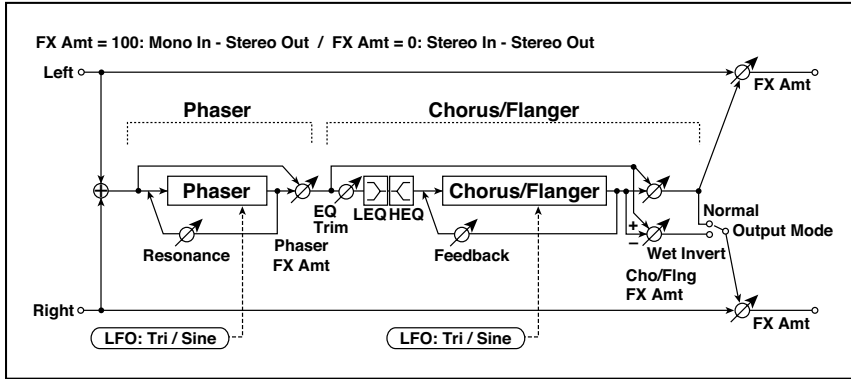 FX Amt = 100: Mono In - Stereo Out / FX Amt = 0: Stereo In - Stereo Out
Left
FX Amt
Phaser
Chorus/Flanger
Phaser
EQ
Trim
LEQ
HEQ
Chorus/Flanger
Resonance
Phaser
FX Amt
Feedback
+
–
Normal
Output Mode
Wet Invert
Cho/Flng
FX Amt
Right
FX Amt
LFO: Tri / Sine
LFO: Tri / Sine